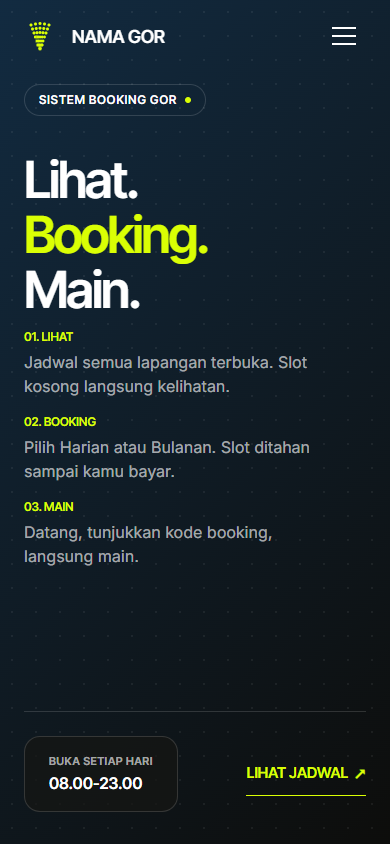 NAMA GOR
SISTEM BOOKING GOR
Lihat.
Booking.
Main.
01. LIHAT
Jadwal semua lapangan terbuka. Slot
kosong langsung kelihatan.
02. BOOKING
Pilih Harian atau Bulanan. Slot ditahan
sampai kamu bayar.
03. MAIN
Datang, tunjukkan kode booking,
langsung main.
BUKA SETIAP HARI
08.00-23.00
LIHAT JADWAL ↗